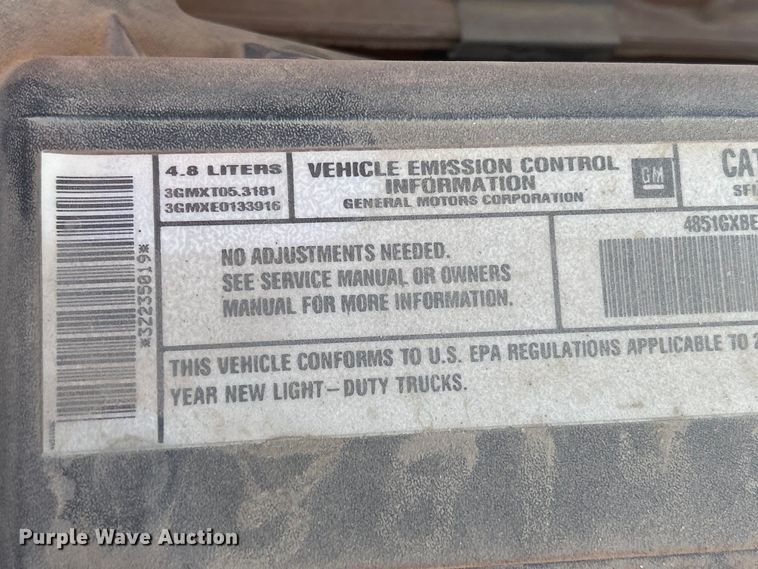 *32235019*
4.8 LITERS
3GMXT05.3181
3GMXE0133916
VEHICLE EMISSION CONTROL
INFORMATION
GENERAL MOTORS CORPORATION
GM
CAT
SFI
NO ADJUSTMENTS NEEDED.
SEE SERVICE MANUAL OR OWNERS
MANUAL FOR MORE INFORMATION.
4851GXBE
THIS VEHICLE CONFORMS TO U.S. EPA REGULATIONS APPLICABLE TO 2
YEAR NEW LIGHT-DUTY TRUCKS.
Purple Wave Auction